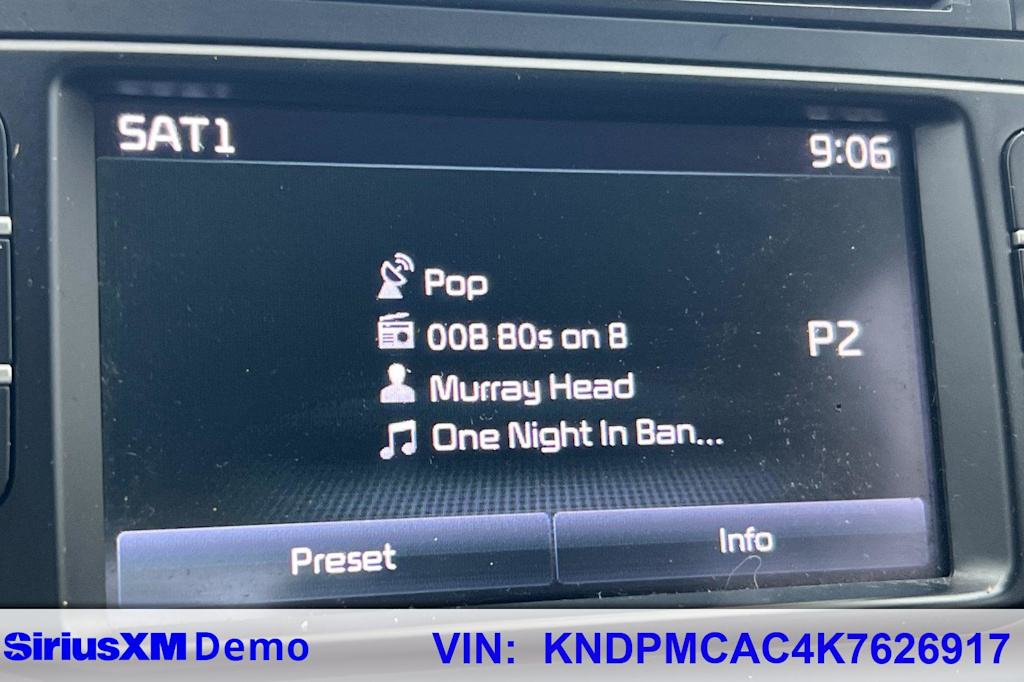 SAT1
9:06
Pop
008 80s on 8
P2
Murray Head
One Night In Ban...
Preset
Info
SiriusXM Demo
VIN: KNDPMCAC4K7626917